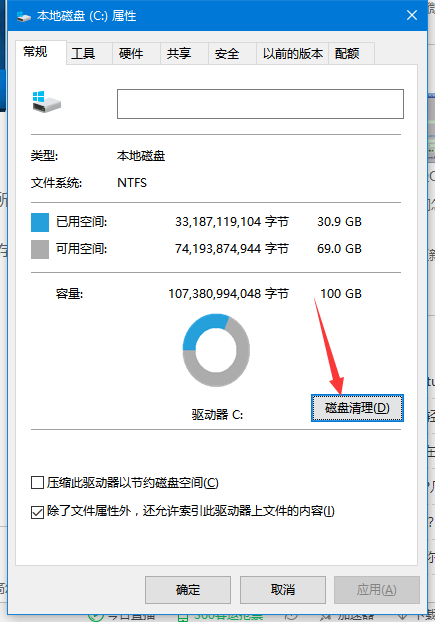 本地磁盘 (C:) 属性
常规 工具 硬件 共享 安全 以前的版本 配额
类型: 本地磁盘
文件系统: NTFS
已用空间: 33,187,119,104 字节 30.9 GB
可用空间: 74,193,874,944 字节 69.0 GB
容量: 107,380,994,048 字节 100 GB
驱动器 C:
磁盘清理(D)
压缩此驱动器以节约磁盘空间(C)
除了文件属性外，还允许索引此驱动器上文件的内容(I)
确定 取消 应用(A)